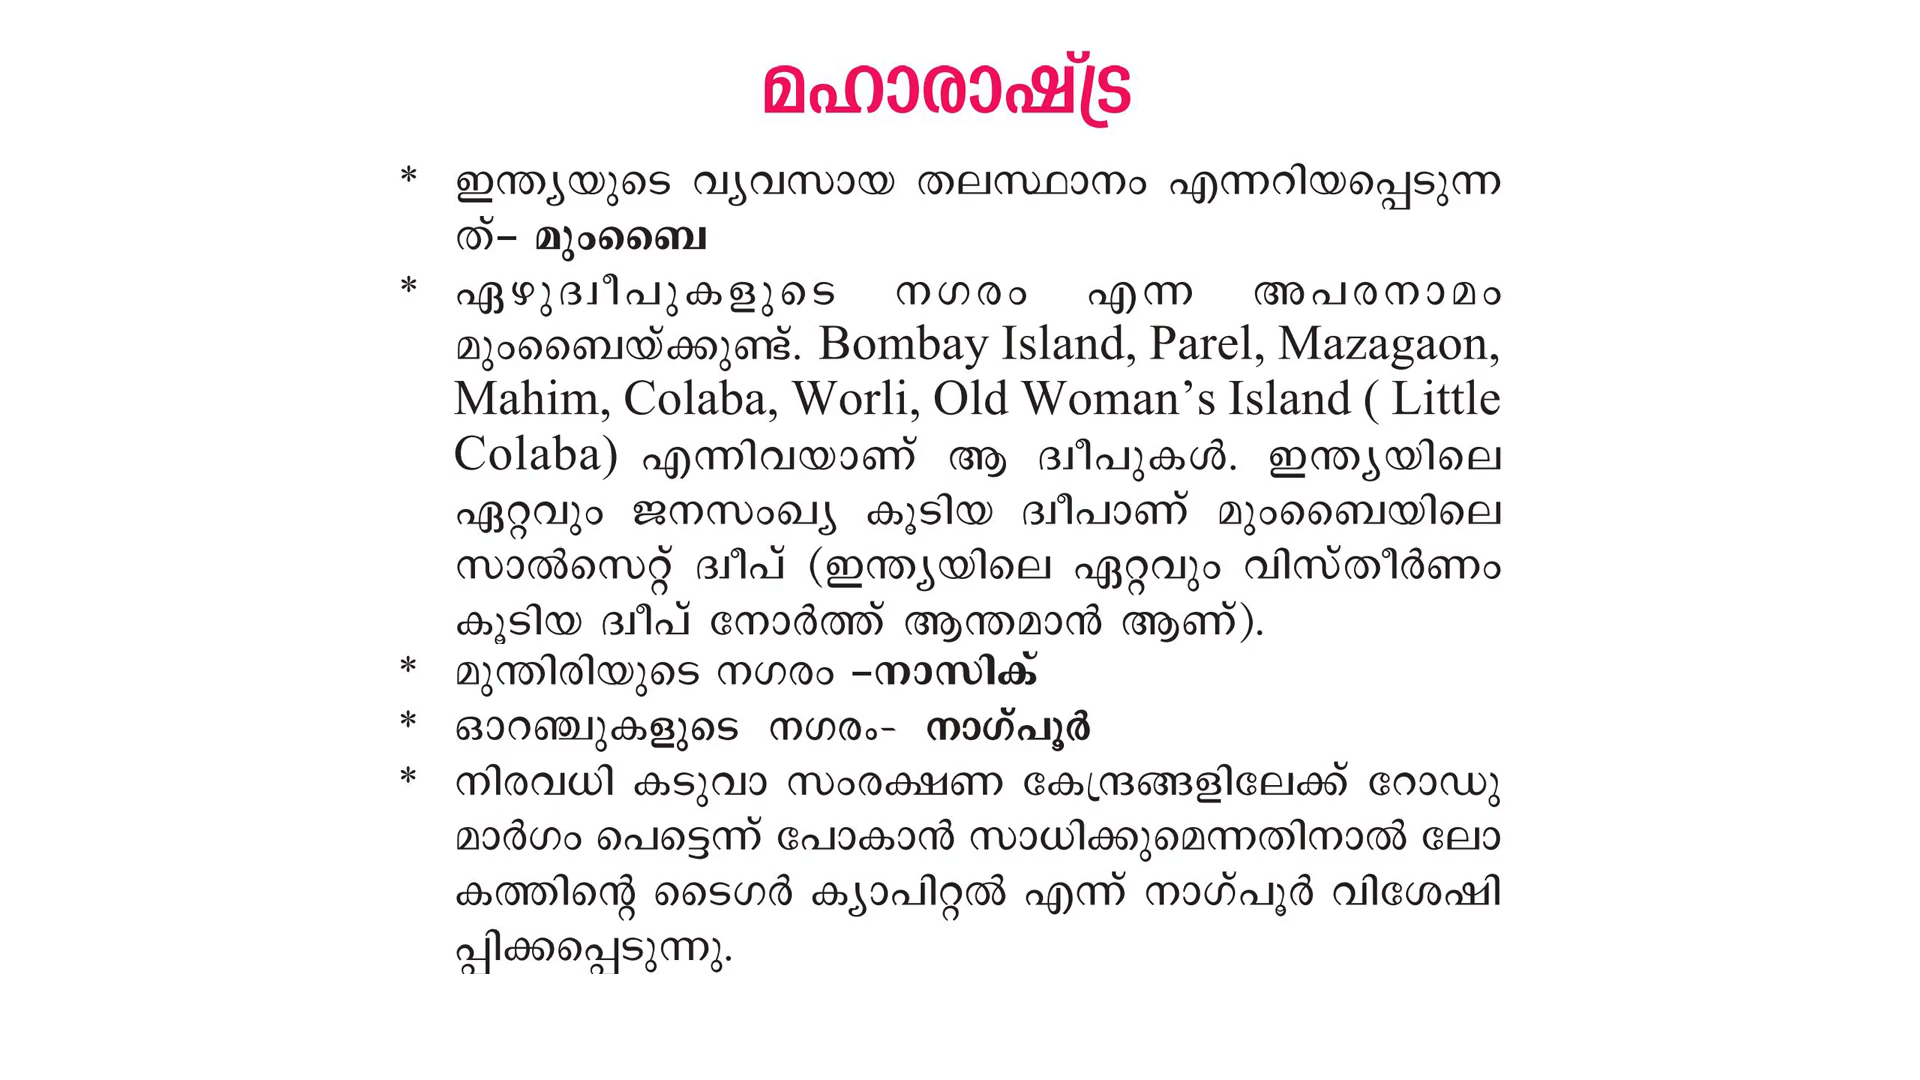 മഹാരാഷ്ട്ര
* ഇന്ത്യയുടെ വ്യവസായ തലസ്ഥാനം എന്നറിയപ്പെടുന്ന
ത്- മുംബൈ
* ഏഴുദ്വീപുകളുടെ നഗരം എന്ന അപരനാമം
മുംബൈയ്ക്കുണ്ട്. Bombay Island, Parel, Mazagaon,
Mahim, Colaba, Worli, Old Woman’s Island ( Little
Colaba) എന്നിവയാണ് ആ ദ്വീപുകൾ. ഇന്ത്യയിലെ
ഏറ്റവും ജനസംഖ്യ കൂടിയ ദ്വീപാണ് മുംബൈയിലെ
സാൽസെറ്റ് ദ്വീപ് (ഇന്ത്യയിലെ ഏറ്റവും വിസ്തീർണം
കൂടിയ ദ്വീപ് നോർത്ത് ആന്തമാൻ ആണ്).
* മുന്തിരിയുടെ നഗരം –നാസിക്
* ഓറഞ്ചുകളുടെ നഗരം- നാഗ്പൂർ
* നിരവധി കടുവാ സംരക്ഷണ കേന്ദ്രങ്ങളിലേക്ക് റോഡു
മാർഗം പെട്ടെന്ന് പോകാൻ സാധിക്കുമെന്നതിനാൽ ലോ
കത്തിന്റെ ടൈഗർ ക്യാപിറ്റൽ എന്ന് നാഗ്പൂർ വിശേഷി
പ്പിക്കപ്പെടുന്നു.